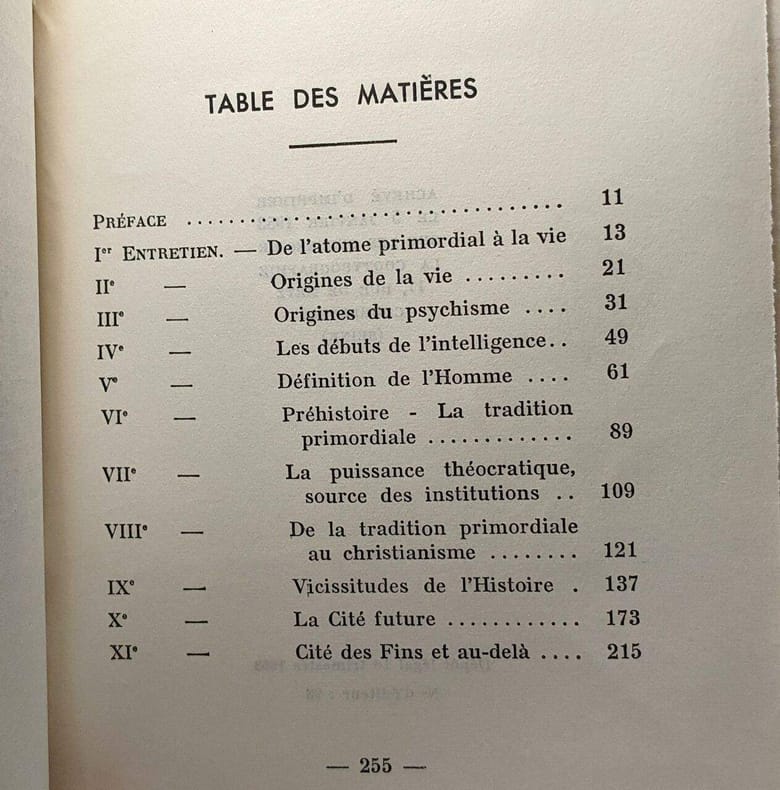 TABLE DES MATIÈRES
PRÉFACE .................................. 11
Iᵉʳ ENTRETIEN. — De l'atome primordial à la vie 13
IIᵉ — Origines de la vie ......... 21
IIIᵉ — Origines du psychisme .... 31
IVᵉ — Les débuts de l'intelligence.. 49
Vᵉ — Définition de l'Homme .... 61
VIᵉ — Préhistoire - La tradition
primordiale ............. 89
VIIᵉ — La puissance théocratique,
source des institutions .. 109
VIIIᵉ — De la tradition primordiale
au christianisme ........ 121
IXᵉ — Vicissitudes de l'Histoire . 137
Xᵉ — La Cité future ............ 173
XIᵉ — Cité des Fins et au-delà .... 215
— 255 —